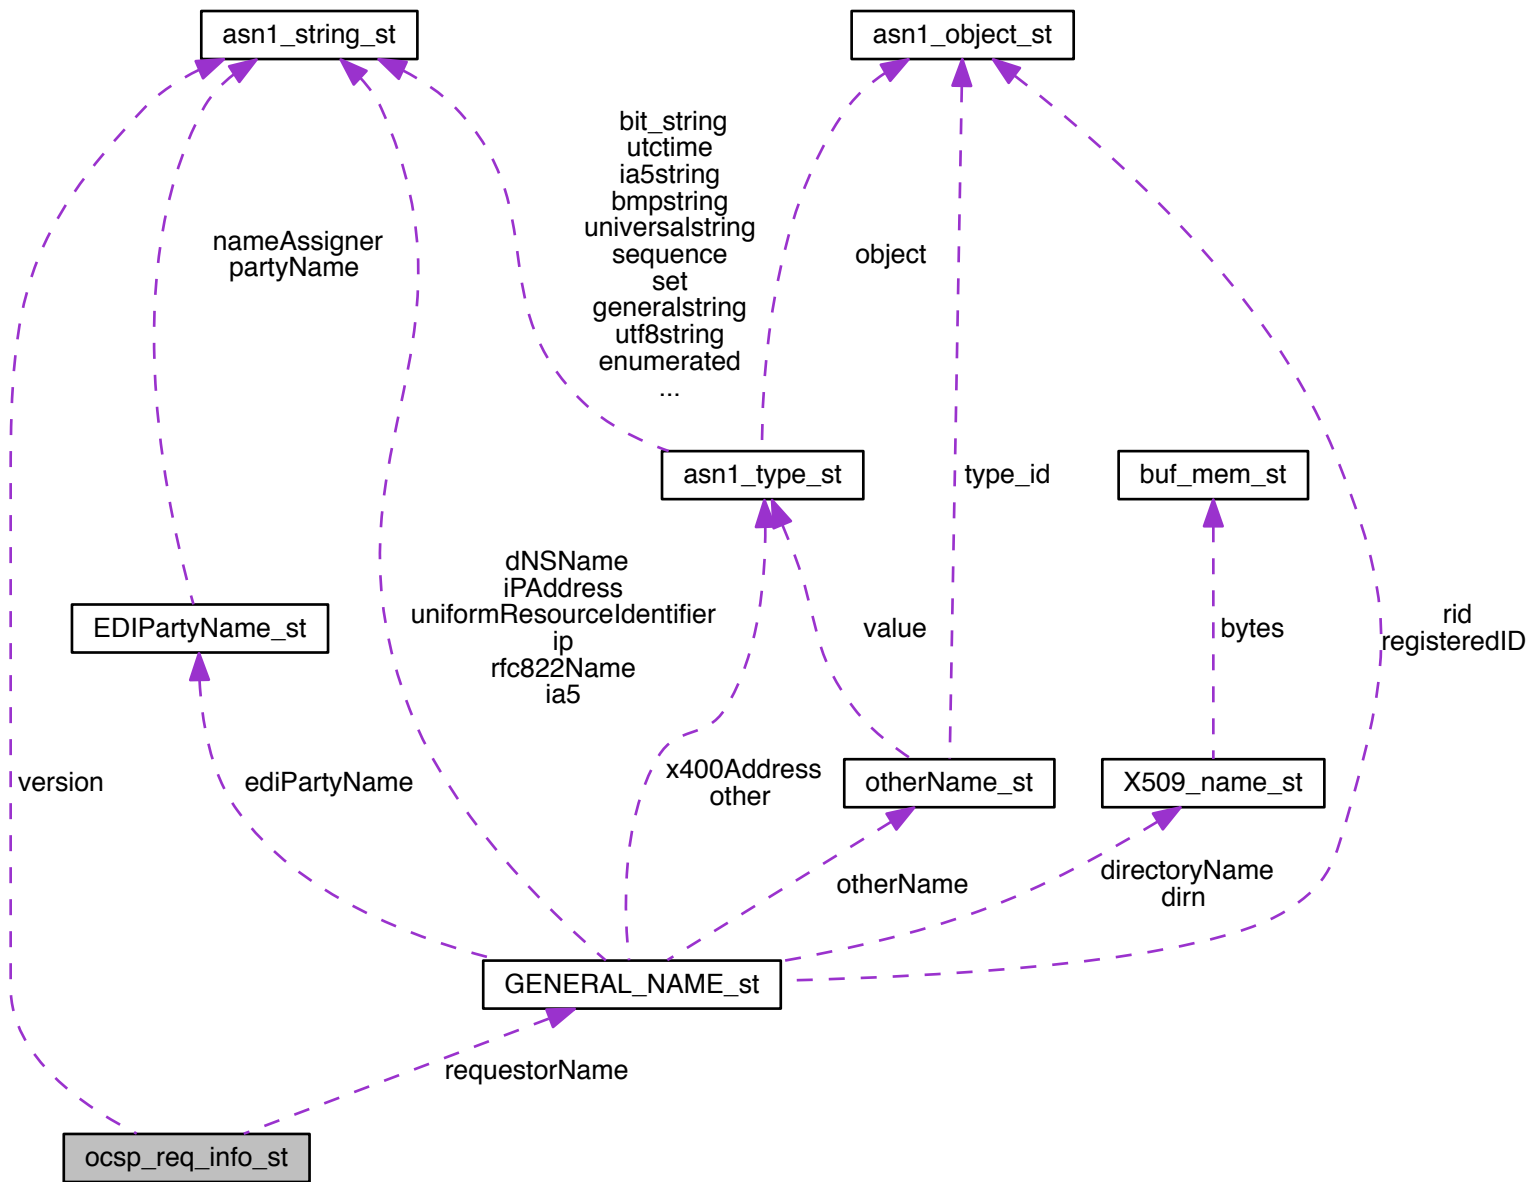 asn1_string_st
asn1_object_st
bit_string
utctime
ia5string
bmpstring
universalstring
sequence
set
generalstring
utf8string
enumerated
...
nameAssigner
partyName
object
asn1_type_st
type_id
buf_mem_st
dNSName
iPAddress
uniformResourceIdentifier
ip
rfc822Name
ia5
EDIPartyName_st
value
bytes
rid
registeredID
version
ediPartyName
x400Address
other
otherName_st
X509_name_st
otherName
directoryName
dirn
GENERAL_NAME_st
requestorName
ocsp_req_info_st